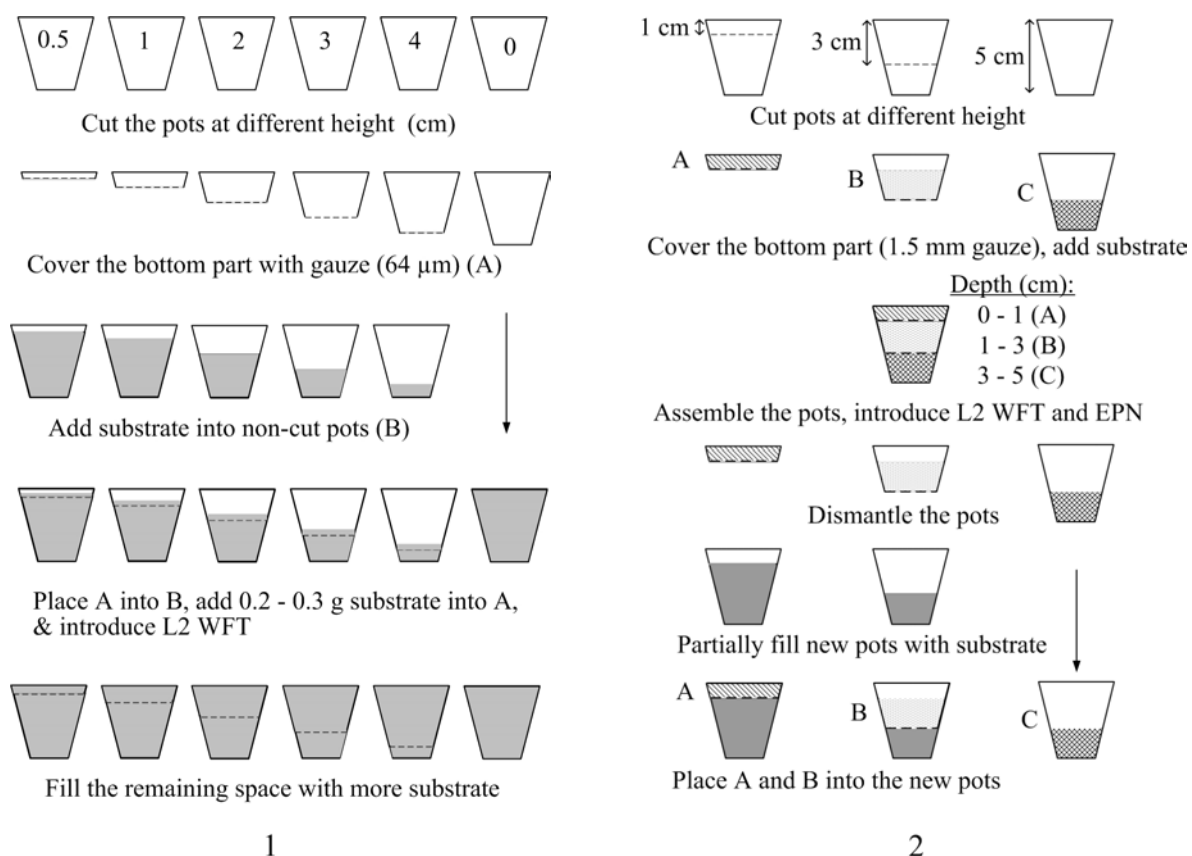 0.5 1 2 3 4 0
Cut the pots at different height (cm)
Cover the bottom part with gauze (64 µm) (A)
Add substrate into non-cut pots (B)
Place A into B, add 0.2 - 0.3 g substrate into A,
& introduce L2 WFT
Fill the remaining space with more substrate
1
1 cm
3 cm
5 cm
Cut pots at different height
A
B
C
Cover the bottom part (1.5 mm gauze), add substrate
Depth (cm):
0 - 1 (A)
1 - 3 (B)
3 - 5 (C)
Assemble the pots, introduce L2 WFT and EPN
Dismantle the pots
Partially fill new pots with substrate
A
B
C
Place A and B into the new pots
2